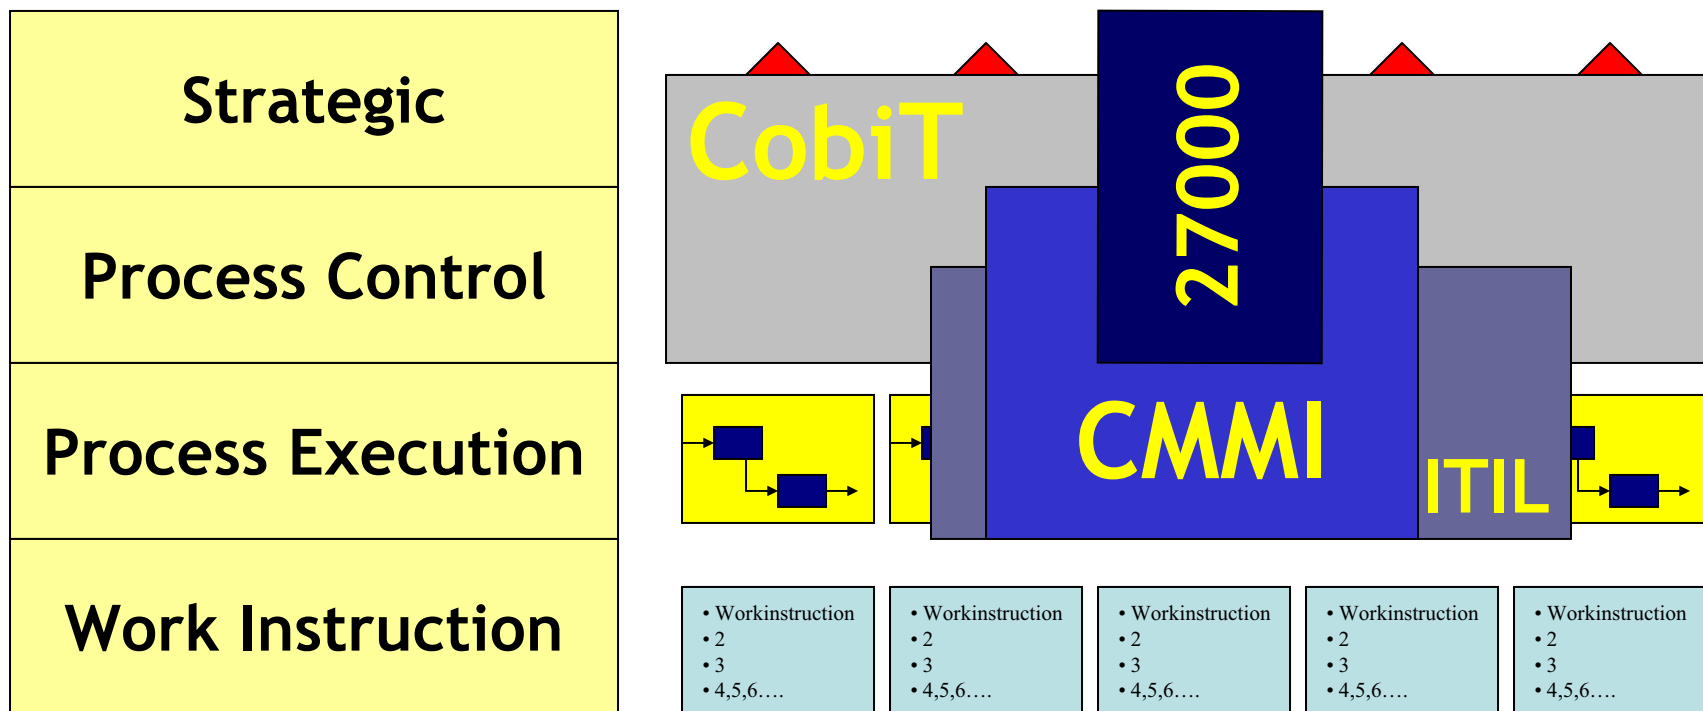 Strategic
Process Control
Process Execution
Work Instruction
CobiT
27000
CMMI
ITIL
• Workinstruction
• 2
• 3
• 4,5,6….
• Workinstruction
• 2
• 3
• 4,5,6….
• Workinstruction
• 2
• 3
• 4,5,6….
• Workinstruction
• 2
• 3
• 4,5,6….
• Workinstruction
• 2
• 3
• 4,5,6….